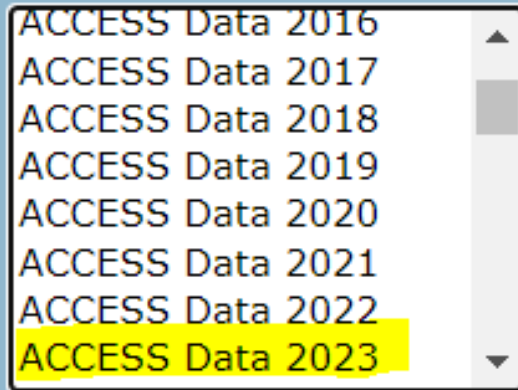 ACCESS Data 2016
ACCESS Data 2017
ACCESS Data 2018
ACCESS Data 2019
ACCESS Data 2020
ACCESS Data 2021
ACCESS Data 2022
ACCESS Data 2023